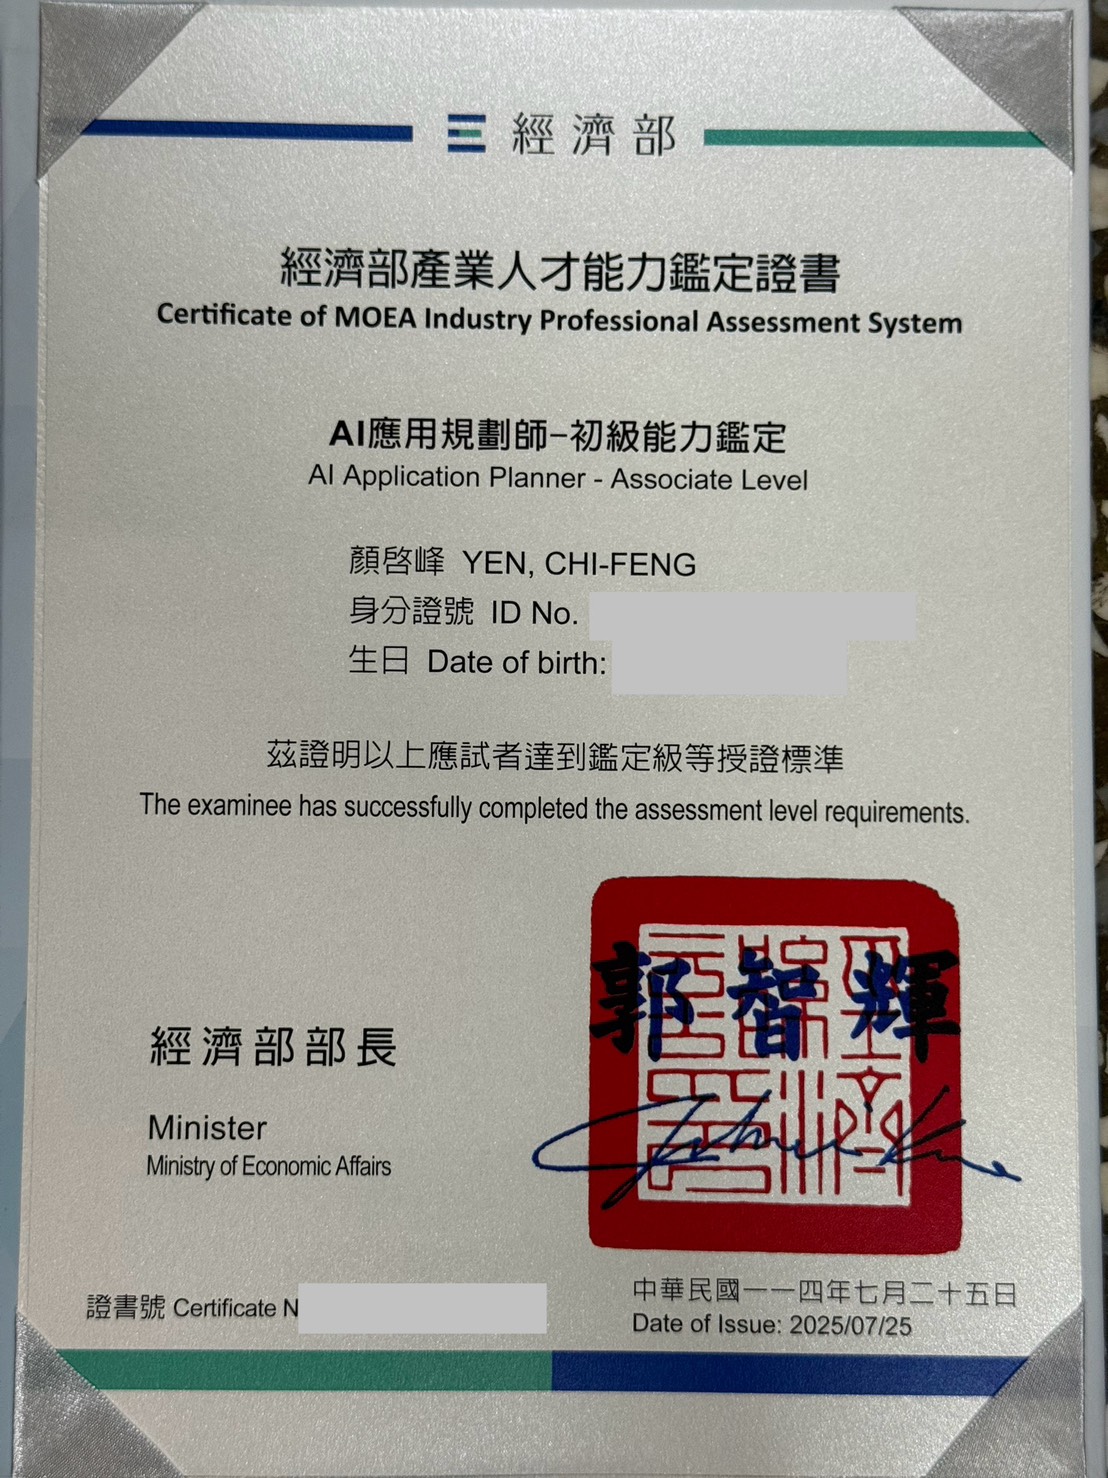 經濟部
經濟部產業人才能力鑑定證書
Certificate of MOEA Industry Professional Assessment System
AI應用規劃師-初級能力鑑定
AI Application Planner - Associate Level
顏啓峰 YEN, CHI-FENG
身分證號 ID No.
生日 Date of birth:
茲證明以上應試者達到鑑定級等授證標準
The examinee has successfully completed the assessment level requirements.
經濟部部長
郭智輝
Minister
Ministry of Economic Affairs
證書號 Certificate N
中華民國一一四年七月二十五日
Date of Issue: 2025/07/25